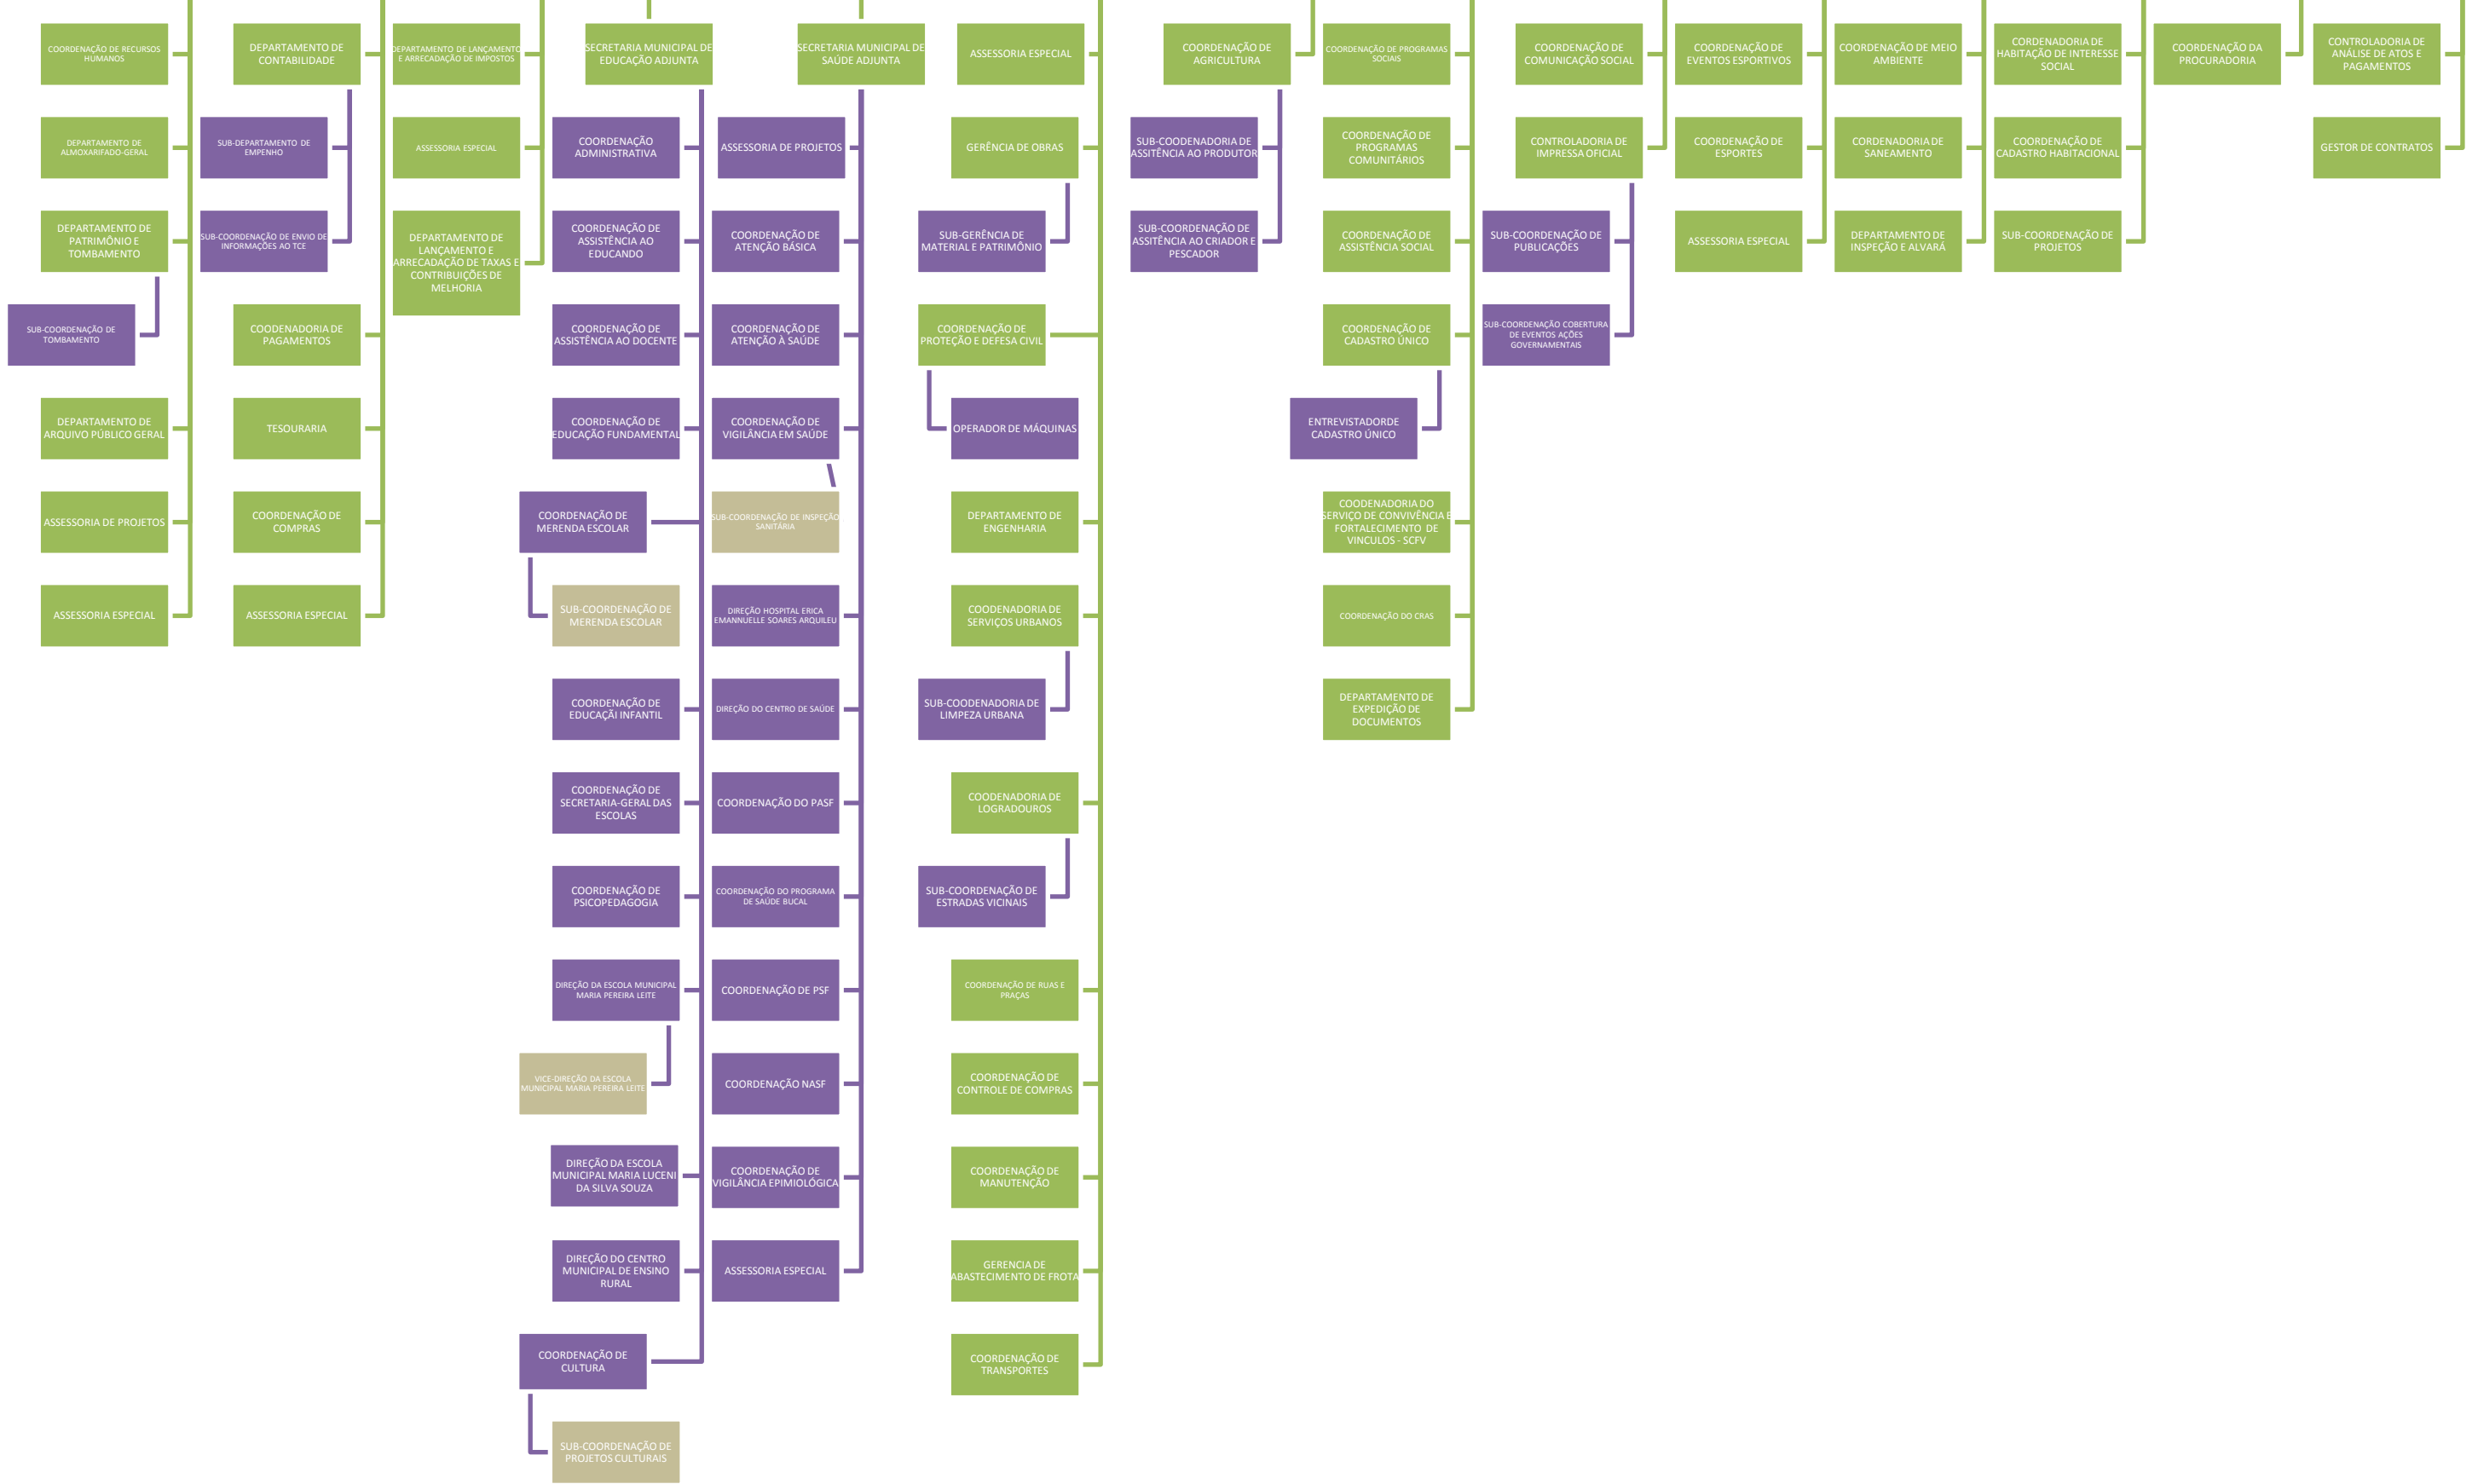 COORDENAÇÃO DE RECURSOS
HUMANOS
DEPARTAMENTO DE
ALMOXARIFADO-GERAL
DEPARTAMENTO DE
PATRIMÔNIO E
TOMBAMENTO
SUB-COORDENAÇÃO DE
TOMBAMENTO
DEPARTAMENTO DE
ARQUIVO PÚBLICO GERAL
ASSESSORIA DE PROJETOS
ASSESSORIA ESPECIAL
DEPARTAMENTO DE
CONTABILIDADE
SUB-DEPARTAMENTO DE
EMPENHO
SUB-COORDENAÇÃO DE ENVIO DE
INFORMAÇÕES AO TCE
COODENADORIA DE
PAGAMENTOS
TESOURARIA
COORDENAÇÃO DE
COMPRAS
ASSESSORIA ESPECIAL
DEPARTAMENTO DE LANÇAMENTO
E ARRECADAÇÃO DE IMPOSTOS
ASSESSORIA ESPECIAL
DEPARTAMENTO DE
LANÇAMENTO E
ARRECADAÇÃO DE TAXAS E
CONTRIBUIÇÕES DE
MELHORIA
SECRETARIA MUNICIPAL DE
EDUCAÇÃO ADJUNTA
COORDENAÇÃO
ADMINISTRATIVA
COORDENAÇÃO DE
ASSISTÊNCIA AO
EDUCANDO
COORDENAÇÃO DE
ASSISTÊNCIA AO DOCENTE
COORDENAÇÃO DE
EDUCAÇÃO FUNDAMENTAL
COORDENAÇÃO DE
MERENDA ESCOLAR
SUB-COORDENAÇÃO DE
MERENDA ESCOLAR
COORDENAÇÃO DE
EDUCAÇÃI INFANTIL
COORDENAÇÃO DE
SECRETARIA-GERAL DAS
ESCOLAS
COORDENAÇÃO DE
PSICOPEDAGOGIA
DIREÇÃO DA ESCOLA MUNICIPAL
MARIA PEREIRA LEITE
VICE-DIREÇÃO DA ESCOLA
MUNICIPAL MARIA PEREIRA LEITE
DIREÇÃO DA ESCOLA
MUNICIPAL MARIA LUCENI
DA SILVA SOUZA
DIREÇÃO DO CENTRO
MUNICIPAL DE ENSINO
RURAL
COORDENAÇÃO DE
CULTURA
SUB-COORDENAÇÃO DE
PROJETOS CULTURAIS
SECRETARIA MUNICIPAL DE
SAÚDE ADJUNTA
ASSESSORIA DE PROJETOS
COORDENAÇÃO DE
ATENÇÃO BÁSICA
COORDENAÇÃO DE
ATENÇÃO À SAÚDE
COORDENAÇÃO DE
VIGILÂNCIA EM SAÚDE
SUB-COORDENAÇÃO DE INSPEÇÃO
SANITÁRIA
DIREÇÃO HOSPITAL ERICA
EMANNUELLE SOARES ARQUILEU
DIREÇÃO DO CENTRO DE SAÚDE
COORDENAÇÃO DO PASF
COORDENAÇÃO DO PROGRAMA
DE SAÚDE BUCAL
COORDENAÇÃO DE PSF
COORDENAÇÃO NASF
COORDENAÇÃO DE
VIGILÂNCIA EPIMIOLÓGICA
ASSESSORIA ESPECIAL
ASSESSORIA ESPECIAL
GERÊNCIA DE OBRAS
SUB-GERÊNCIA DE
MATERIAL E PATRIMÔNIO
COORDENAÇÃO DE
PROTEÇÃO E DEFESA CIVIL
OPERADOR DE MÁQUINAS
DEPARTAMENTO DE
ENGENHARIA
COODENADORIA DE
SERVIÇOS URBANOS
SUB-COODENADORIA DE
LIMPEZA URBANA
COODENADORIA DE
LOGRADOUROS
SUB-COORDENAÇÃO DE
ESTRADAS VICINAIS
COORDENAÇÃO DE RUAS E
PRAÇAS
COORDENAÇÃO DE
CONTROLE DE COMPRAS
COORDENAÇÃO DE
MANUTENÇÃO
GERENCIA DE
ABASTECIMENTO DE FROTA
COORDENAÇÃO DE
TRANSPORTES
COORDENAÇÃO DE
AGRICULTURA
SUB-COODENADORIA DE
ASSITÊNCIA AO PRODUTOR
SUB-COORDENAÇÃO DE
ASSITÊNCIA AO CRIADOR E
PESCADOR
COORDENAÇÃO DE PROGRAMAS
SOCIAIS
COORDENAÇÃO DE
PROGRAMAS
COMUNITÁRIOS
COORDENAÇÃO DE
ASSISTÊNCIA SOCIAL
COORDENAÇÃO DE
CADASTRO ÚNICO
ENTREVISTADORDE
CADASTRO ÚNICO
COODENADORIA DO
SERVIÇO DE CONVIVÊNCIA E
FORTALECIMENTO DE
VINCULOS - SCFV
COORDENAÇÃO DO CRAS
DEPARTAMENTO DE
EXPEDIÇÃO DE
DOCUMENTOS
COORDENAÇÃO DE
COMUNICAÇÃO SOCIAL
CONTROLADORIA DE
IMPRESSA OFICIAL
SUB-COORDENAÇÃO DE
PUBLICAÇÕES
SUB-COORDENAÇÃO COBERTURA
DE EVENTOS AÇÕES
GOVERNAMENTAIS
COORDENAÇÃO DE
EVENTOS ESPORTIVOS
COORDENAÇÃO DE
ESPORTES
ASSESSORIA ESPECIAL
COORDENAÇÃO DE MEIO
AMBIENTE
CORDENADORIA DE
SANEAMENTO
DEPARTAMENTO DE
INSPEÇÃO E ALVARÁ
CORDENADORIA DE
HABITAÇÃO DE INTERESSE
SOCIAL
COORDENAÇÃO DE
CADASTRO HABITACIONAL
SUB-COORDENAÇÃO DE
PROJETOS
COORDENAÇÃO DA
PROCURADORIA
CONTROLADORIA DE
ANÁLISE DE ATOS E
PAGAMENTOS
GESTOR DE CONTRATOS